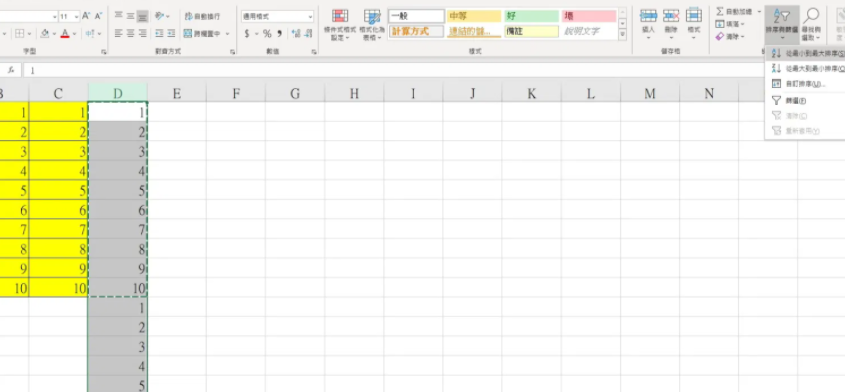 11 A^ A˅ 自動換行 通用格式 一般 中等 好 壞 自動加總
填滿
跨欄置中 $ % 條件式格式設定 格式化為表格 計算方式 連結的儲... 備註 說明文字 插入 刪除 格式 清除 排序與篩選 尋找與選取
字型 對齊方式 數值 樣式 儲存格
fx 1
從最小到最大排序(S)
從最大到最小排序(O)
自訂排序(U)...
篩選(F)
清除(C)
重新套用(Y)
B C D E F G H I J K L M N
1 1 1
2 2 2
3 3 3
4 4 4
5 5 5
6 6 6
7 7 7
8 8 8
9 9 9
10 10 10
1
2
3
4
5